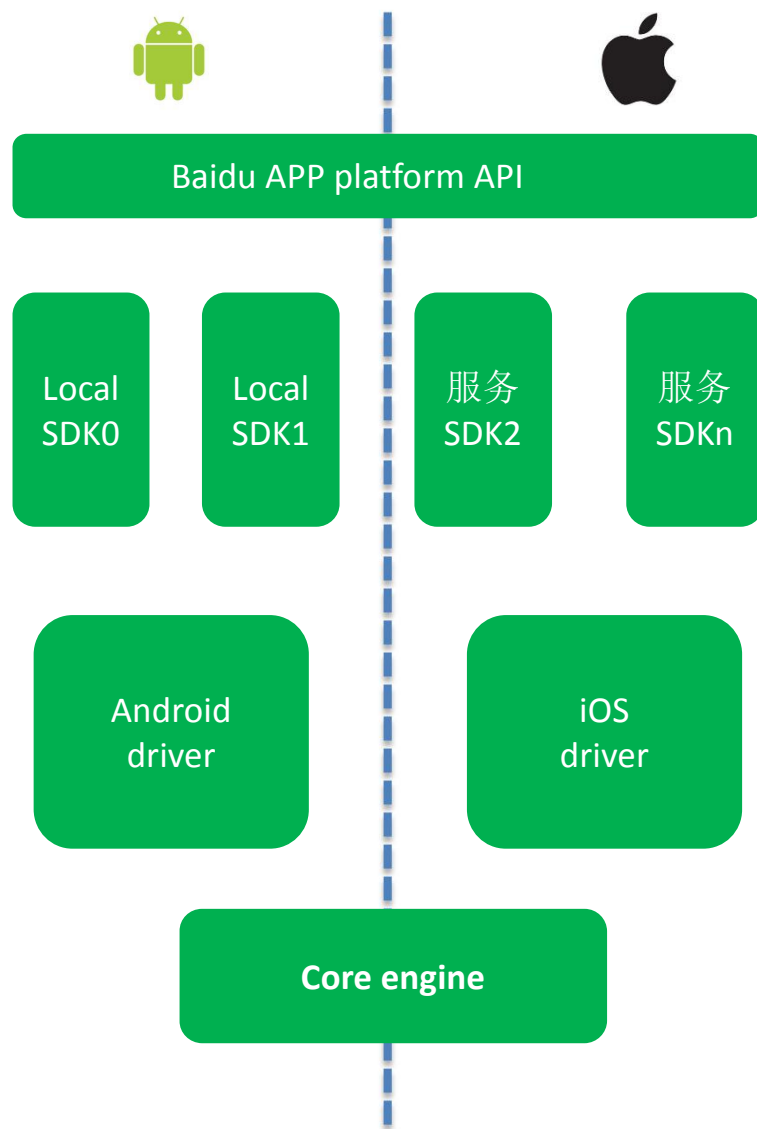 Baidu APP platform API
Local
SDK0
Local
SDK1
服务
SDK2
服务
SDKn
Android
driver
iOS
driver
Core engine